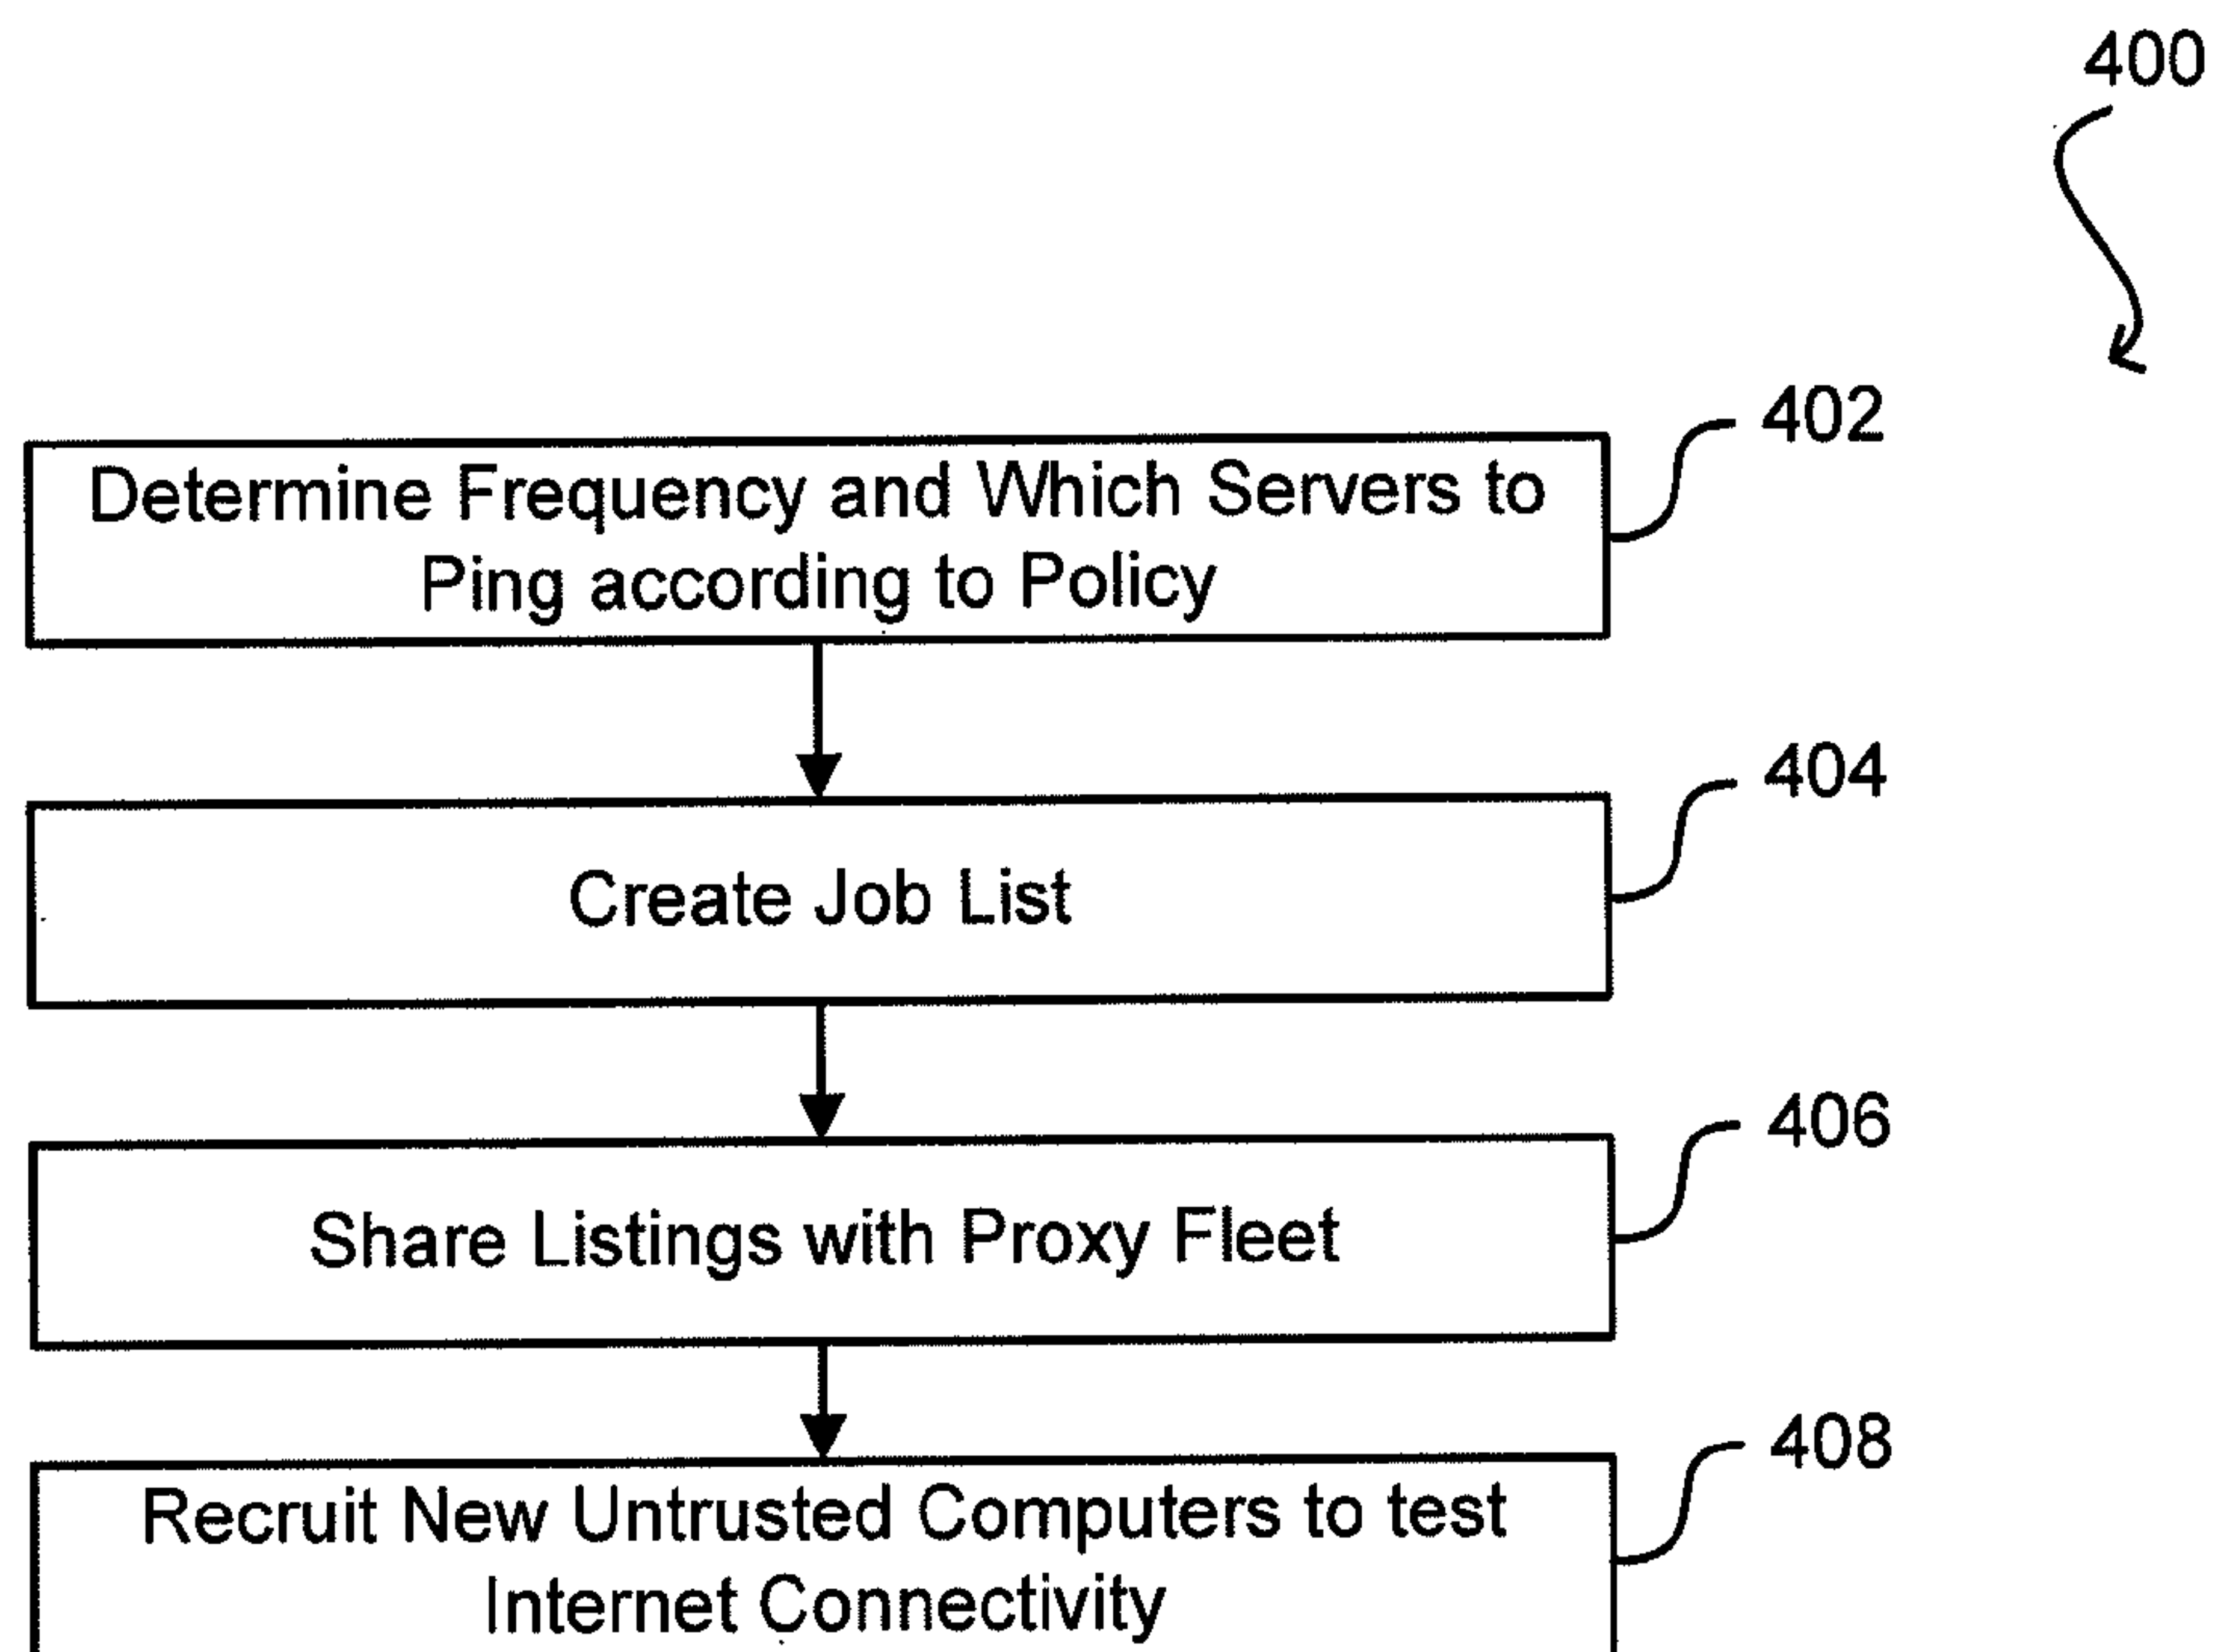 400
402
Determine Frequency and Which Servers to
Ping according to Policy
404
Create Job List
406
Share Listings with Proxy Fleet
408
Recruit New Untrusted Computers to test
Internet Connectivity